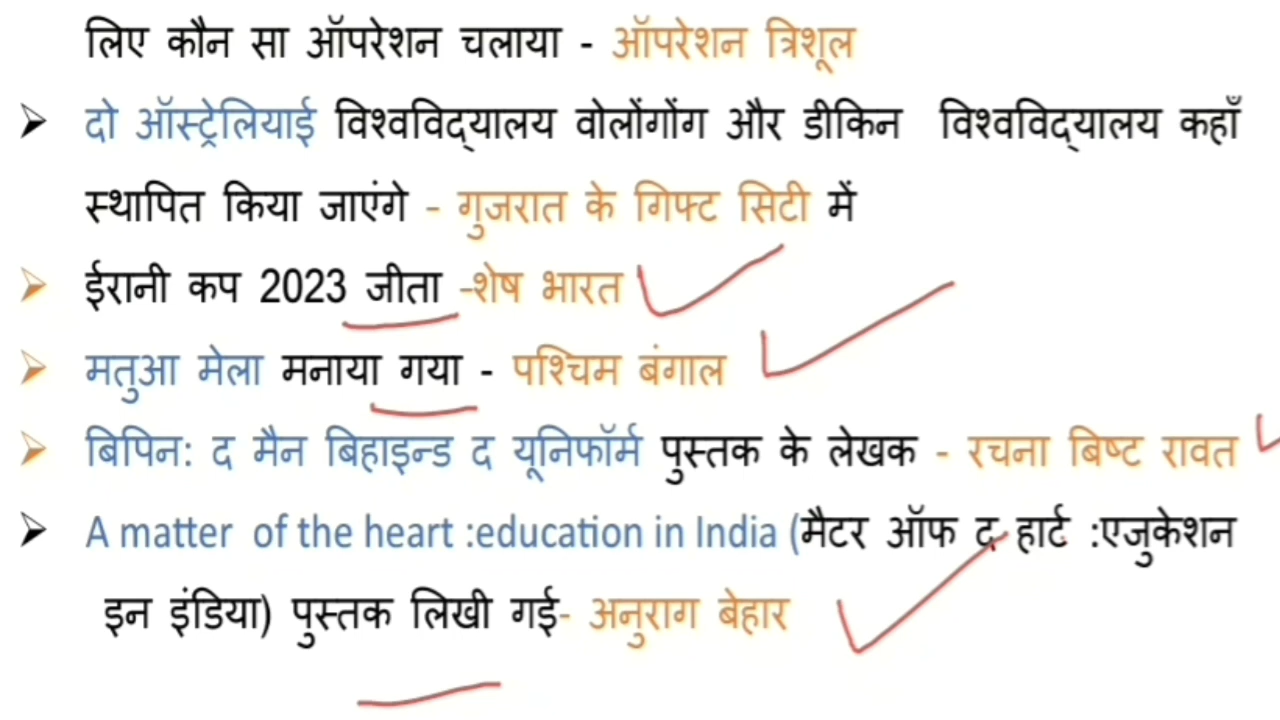 लिए कौन सा ऑपरेशन चलाया - ऑपरेशन त्रिशूल
➢ दो ऑस्ट्रेलियाई विश्वविद्यालय वोलोंगोंग और डीकिन विश्वविद्यालय कहाँ
स्थापित किया जाएंगे - गुजरात के गिफ्ट सिटी में
➢ ईरानी कप 2023 जीता -शेष भारत
➢ मतुआ मेला मनाया गया - पश्चिम बंगाल
➢ बिपिन: द मैन बिहाइन्ड द यूनिफॉर्म पुस्तक के लेखक - रचना बिष्ट रावत
➢ A matter of the heart :education in India (मैटर ऑफ द हार्ट :एजुकेशन
इन इंडिया) पुस्तक लिखी गई- अनुराग बेहार